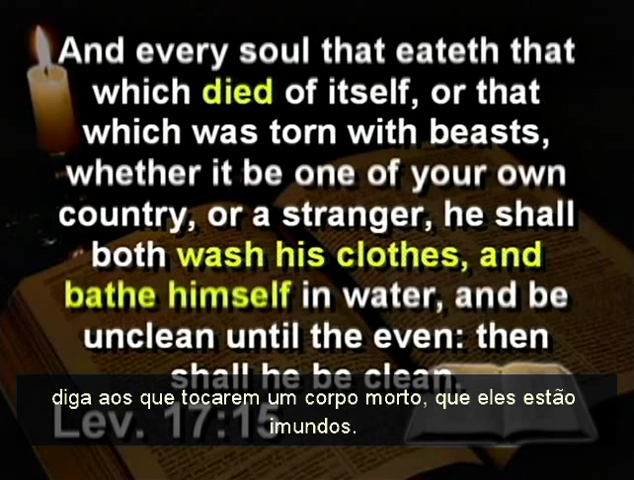 And every soul that eateth that
which died of itself, or that
which was torn with beasts,
whether it be one of your own
country, or a stranger, he shall
both wash his clothes, and
bathe himself in water, and be
unclean until the even: then
shall he be clean.
diga aos que tocarem um corpo morto, que eles estão
imundos.
Lev. 17:15